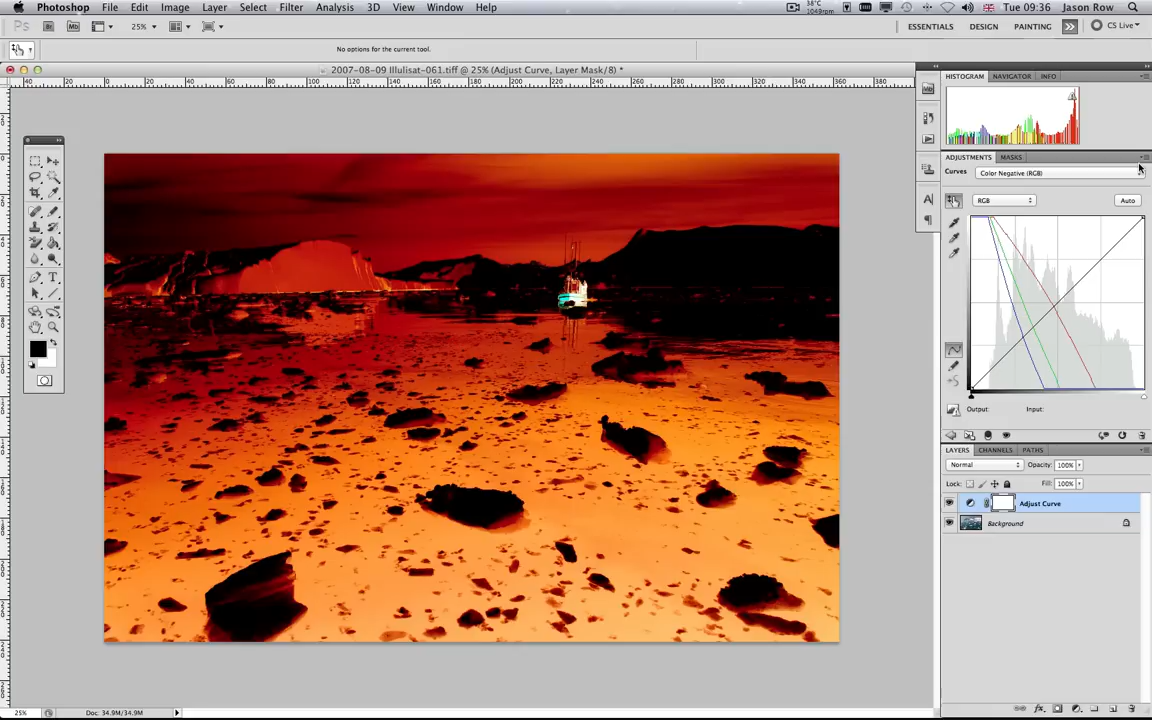 Photoshop File Edit Image Layer Select Filter Analysis 3D View Window Help 38°C Tue 09:36 Jason Row
25% ESSENTIALS DESIGN PAINTING CS Live
No options for the current tool.
2007-08-09 Illulisat-061.tiff @ 25% (Adjust Curve, Layer Mask/8) *
HISTOGRAM NAVIGATOR INFO
ADJUSTMENTS MASKS
Curves Color Negative (RGB)
RGB Auto
Output: Input:
LAYERS CHANNELS PATHS
Normal Opacity: 100%
Lock: Fill: 100%
Adjust Curve
Background
25% Doc: 34.9M/34.9M